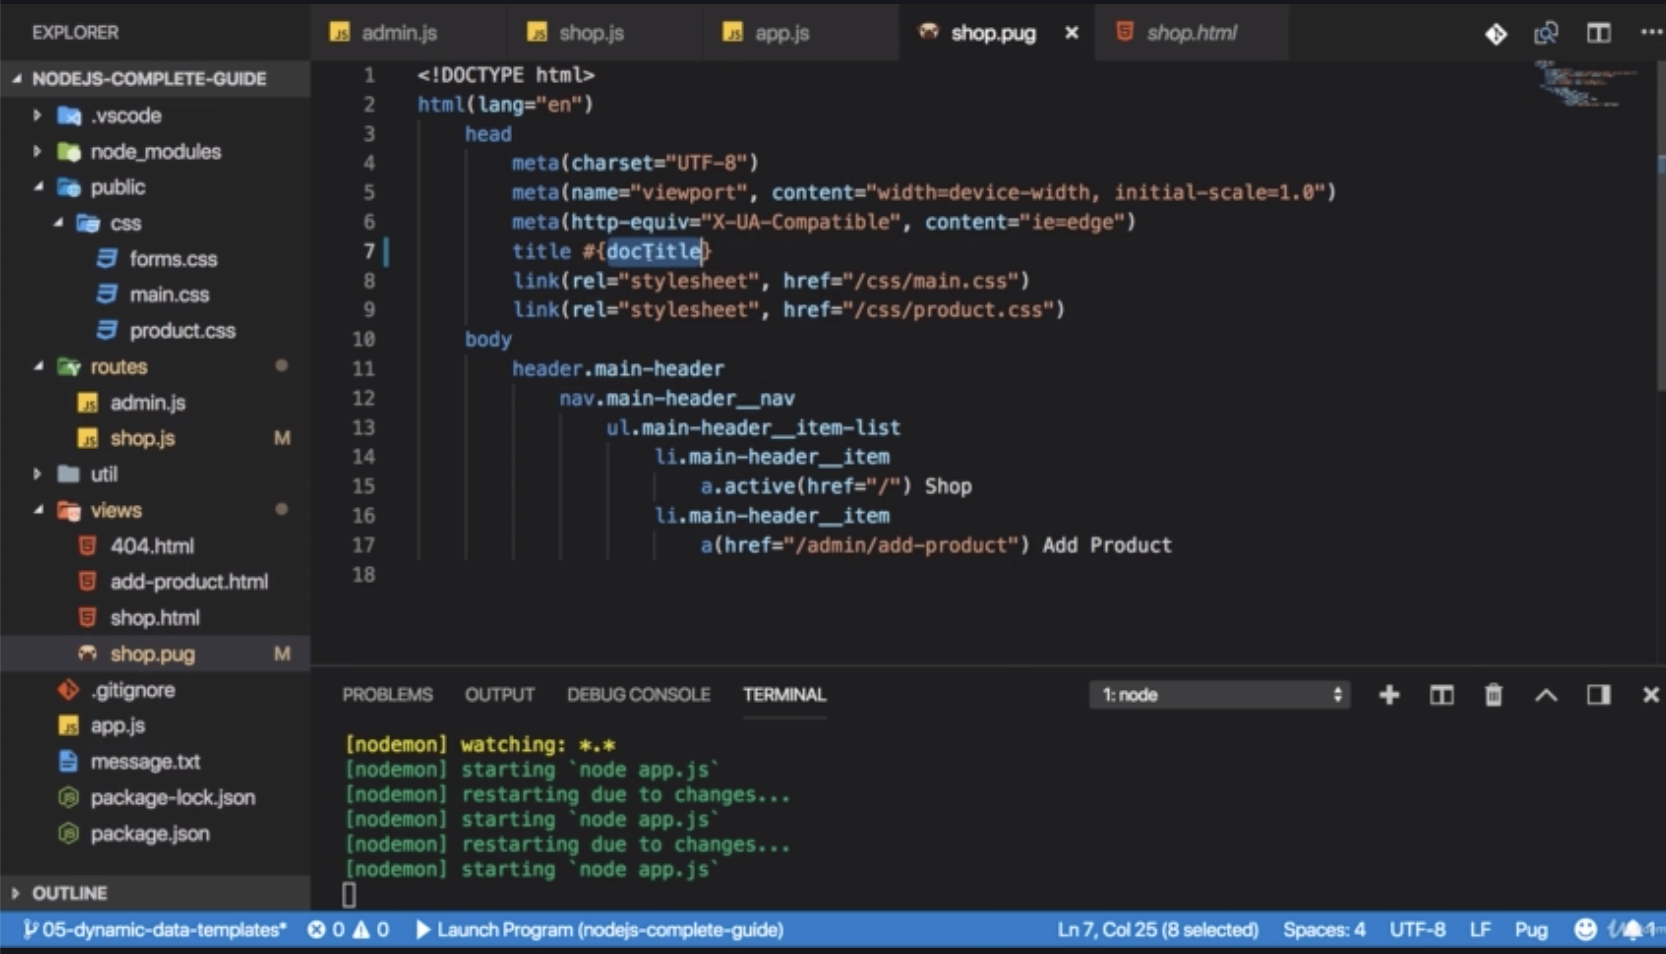 EXPLORER
NODEJS-COMPLETE-GUIDE
.vscode
node_modules
public
css
forms.css
main.css
product.css
routes
admin.js
shop.js M
util
views
404.html
add-product.html
shop.html
shop.pug M
.gitignore
app.js
message.txt
package-lock.json
package.json
OUTLINE
JS admin.js JS shop.js JS app.js shop.pug × shop.html
1 <!DOCTYPE html>
2 html(lang="en")
3 head
4 meta(charset="UTF-8")
5 meta(name="viewport", content="width=device-width, initial-scale=1.0")
6 meta(http-equiv="X-UA-Compatible", content="ie=edge")
7 title #{docTitle}
8 link(rel="stylesheet", href="/css/main.css")
9 link(rel="stylesheet", href="/css/product.css")
10 body
11 header.main-header
12 nav.main-header__nav
13 ul.main-header__item-list
14 li.main-header__item
15 a.active(href="/") Shop
16 li.main-header__item
17 a(href="/admin/add-product") Add Product
18
PROBLEMS OUTPUT DEBUG CONSOLE TERMINAL 1: node
[nodemon] watching: *.*
[nodemon] starting `node app.js`
[nodemon] restarting due to changes...
[nodemon] starting `node app.js`
[nodemon] restarting due to changes...
[nodemon] starting `node app.js`
05-dynamic-data-templates* 0 0 Launch Program (nodejs-complete-guide) Ln 7, Col 25 (8 selected) Spaces: 4 UTF-8 LF Pug 1